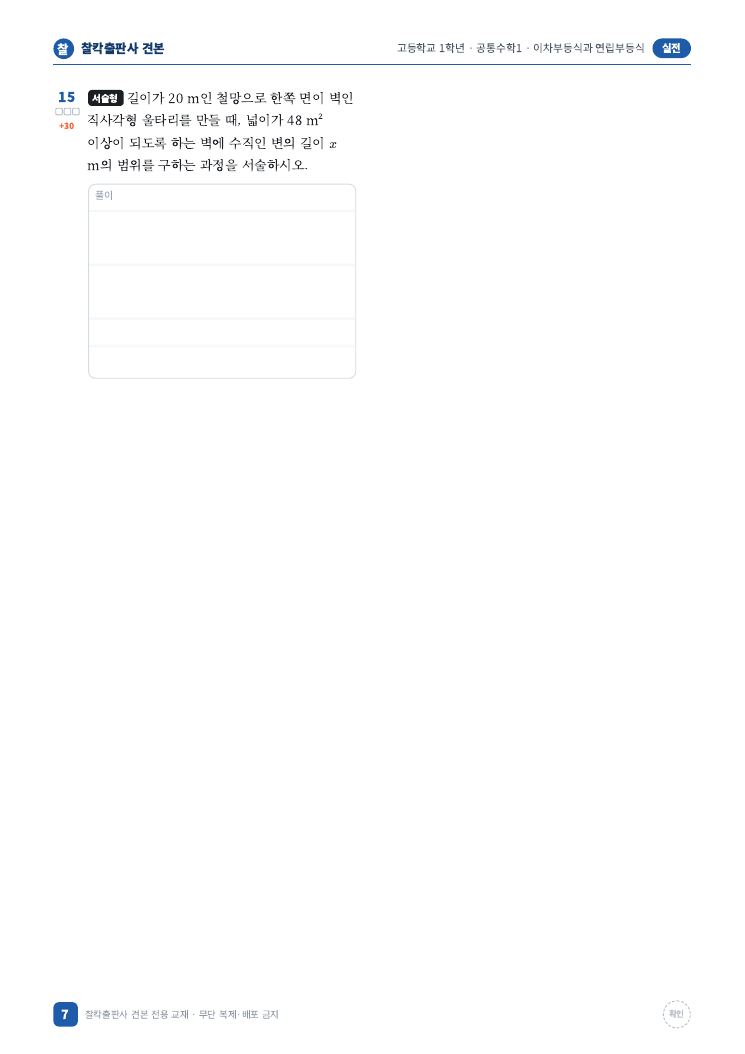 찰 찰칵출판사 견본
고등학교 1학년 · 공통수학1 · 이차부등식과 연립부등식 실전
15 서술형 길이가 20 m인 철망으로 한쪽 면이 벽인
직사각형 울타리를 만들 때, 넓이가 48 m²
+30
이상이 되도록 하는 벽에 수직인 변의 길이 x
m의 범위를 구하는 과정을 서술하시오.
풀이
7 찰칵출판사 견본 전용 교재 · 무단 복제·배포 금지
확인